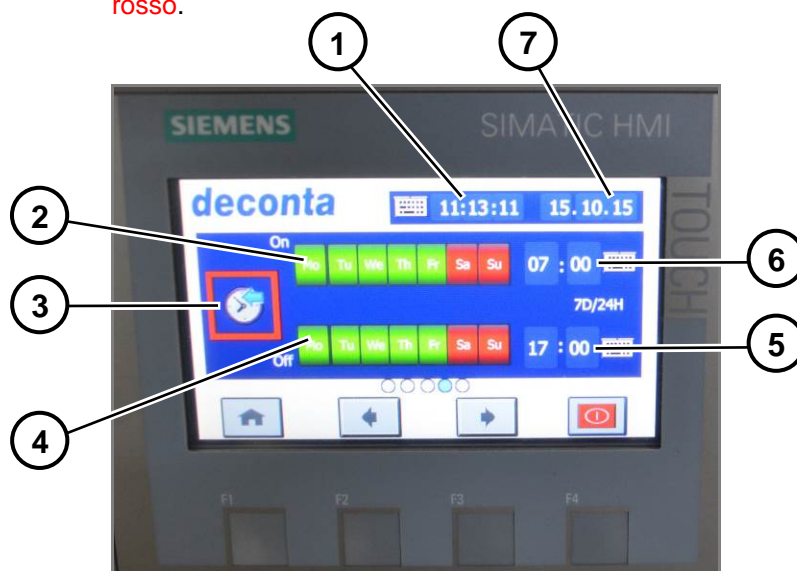 rosso.
1 7
SIEMENS SIMATIC HMI
TOUCH
deconta 11:13:11 15.10.15
2
On Mo Tu We Th Fr Sa Su 07 : 00
6
3
7D/24H
Off Mo Tu We Th Fr Sa Su 17 : 00
5
4
F1 F2 F3 F4